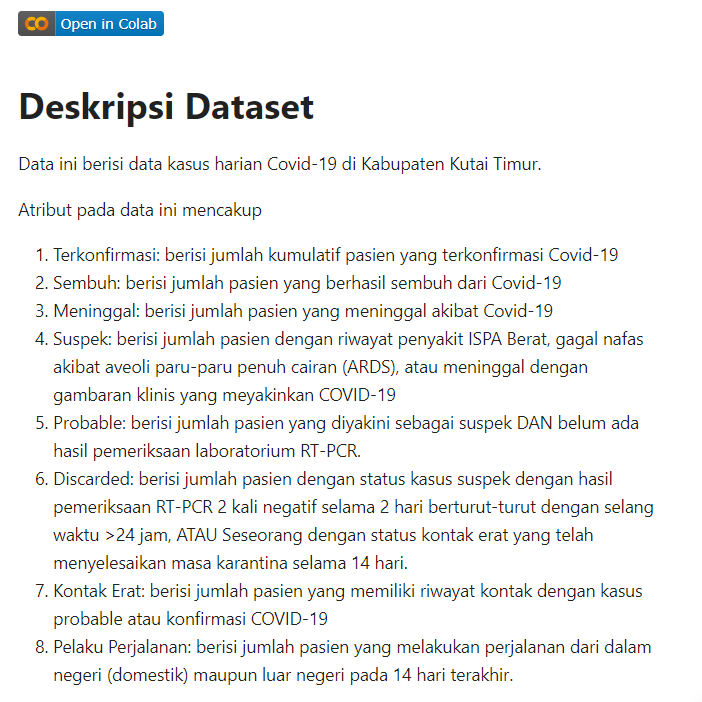 Open in Colab
Deskripsi Dataset
Data ini berisi data kasus harian Covid-19 di Kabupaten Kutai Timur.
Atribut pada data ini mencakup
1. Terkonfirmasi: berisi jumlah kumulatif pasien yang terkonfirmasi Covid-19
2. Sembuh: berisi jumlah pasien yang berhasil sembuh dari Covid-19
3. Meninggal: berisi jumlah pasien yang meninggal akibat Covid-19
4. Suspek: berisi jumlah pasien dengan riwayat penyakit ISPA Berat, gagal nafas
akibat aveoli paru-paru penuh cairan (ARDS), atau meninggal dengan
gambaran klinis yang meyakinkan COVID-19
5. Probable: berisi jumlah pasien yang diyakini sebagai suspek DAN belum ada
hasil pemeriksaan laboratorium RT-PCR.
6. Discarded: berisi jumlah pasien dengan status kasus suspek dengan hasil
pemeriksaan RT-PCR 2 kali negatif selama 2 hari berturut-turut dengan selang
waktu >24 jam, ATAU Seseorang dengan status kontak erat yang telah
menyelesaikan masa karantina selama 14 hari.
7. Kontak Erat: berisi jumlah pasien yang memiliki riwayat kontak dengan kasus
probable atau konfirmasi COVID-19
8. Pelaku Perjalanan: berisi jumlah pasien yang melakukan perjalanan dari dalam
negeri (domestik) maupun luar negeri pada 14 hari terakhir.